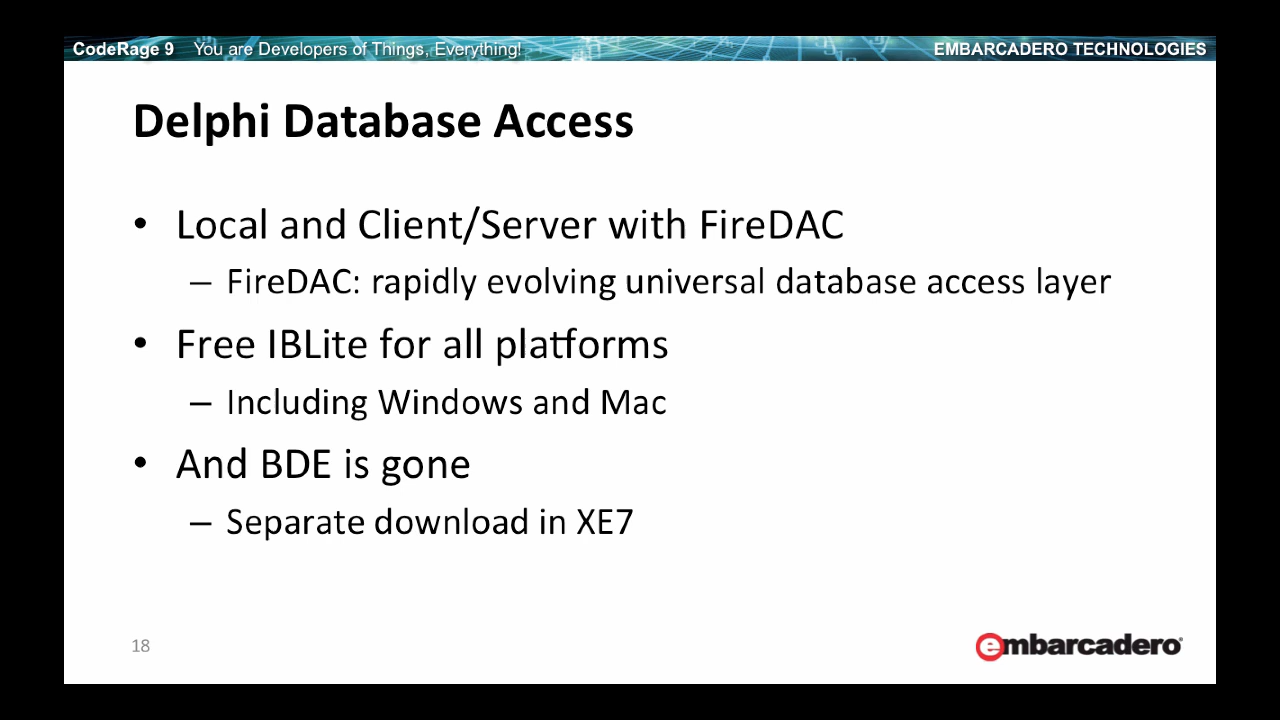 CodeRage 9 You are Developers of Things, Everything! EMBARCADERO TECHNOLOGIES
Delphi Database Access
• Local and Client/Server with FireDAC
– FireDAC: rapidly evolving universal database access layer
• Free IBLite for all platforms
– Including Windows and Mac
• And BDE is gone
– Separate download in XE7
18 embarcadero